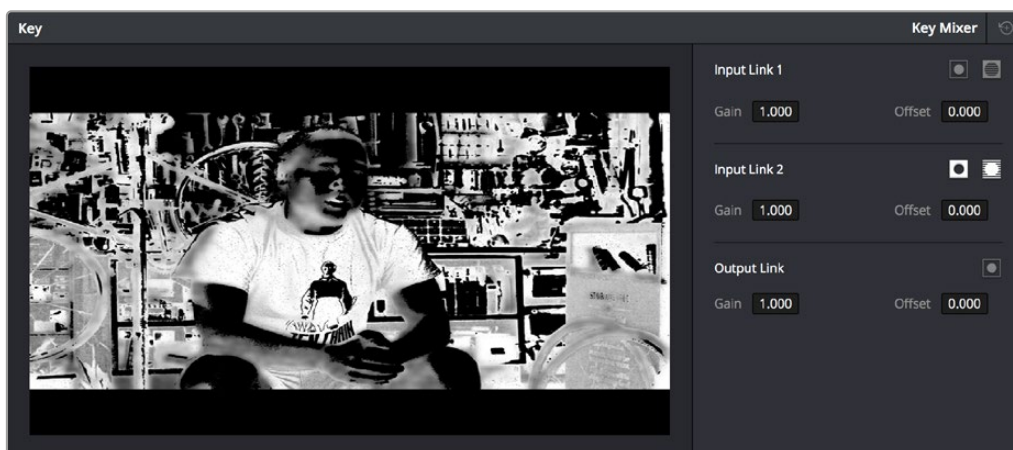 Key
Key Mixer
Input Link 1
Gain 1.000 Offset 0.000
Input Link 2
Gain 1.000 Offset 0.000
Output Link
Gain 1.000 Offset 0.000